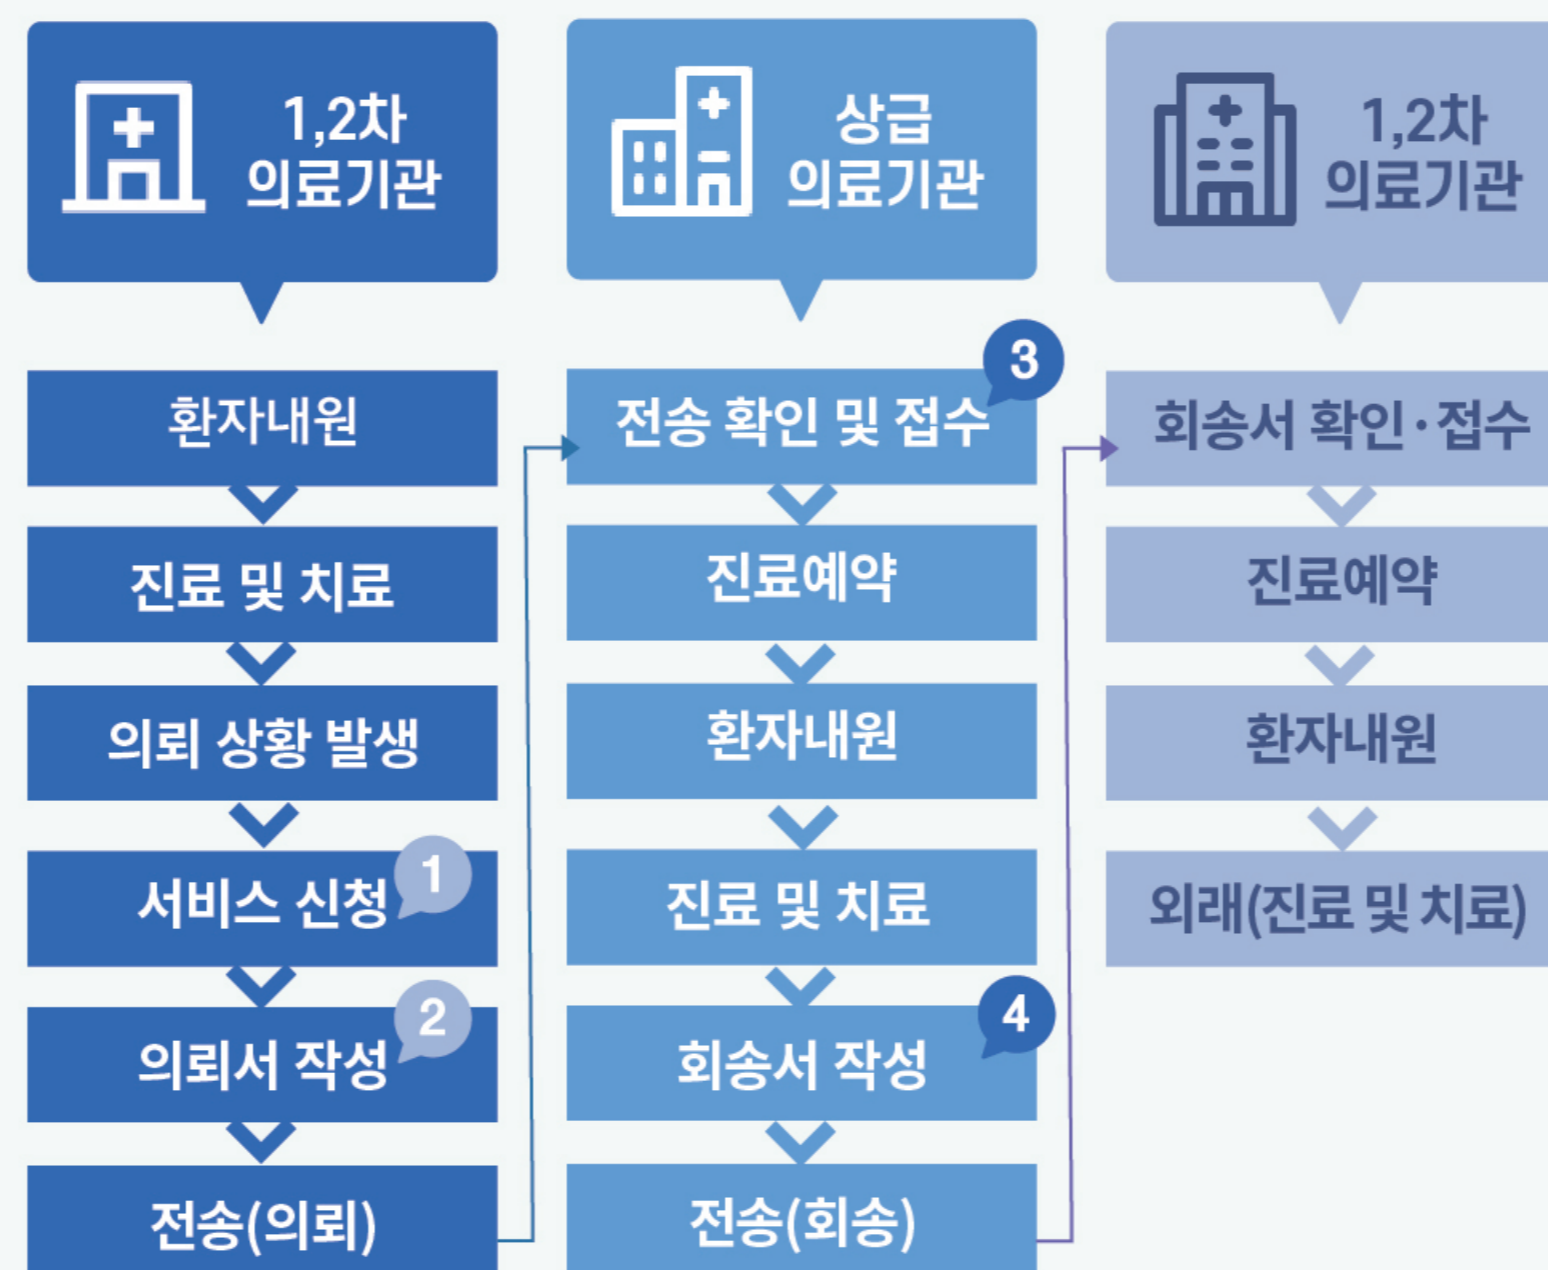 1,2차
의료기관
환자내원
진료 및 치료
의뢰 상황 발생
서비스 신청
1
의뢰서 작성
2
전송(의뢰)
상급
의료기관
3
전송 확인 및 접수
진료예약
환자내원
진료 및 치료
4
회송서 작성
전송(회송)
1,2차
의료기관
회송서 확인·접수
진료예약
환자내원
외래(진료 및 치료)